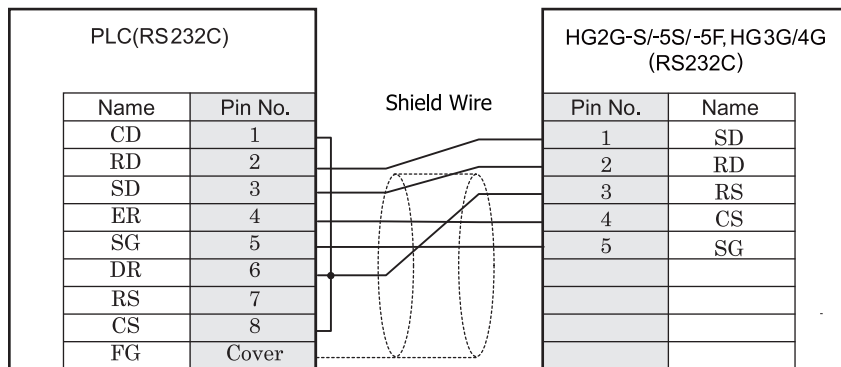 PLC(RS232C)
HG2G-S/-5S/-5F, HG3G/4G
(RS232C)
Shield Wire
Name Pin No. Pin No. Name
CD 1 1 SD
RD 2 2 RD
SD 3 3 RS
ER 4 4 CS
SG 5 5 SG
DR 6
RS 7
CS 8
FG Cover